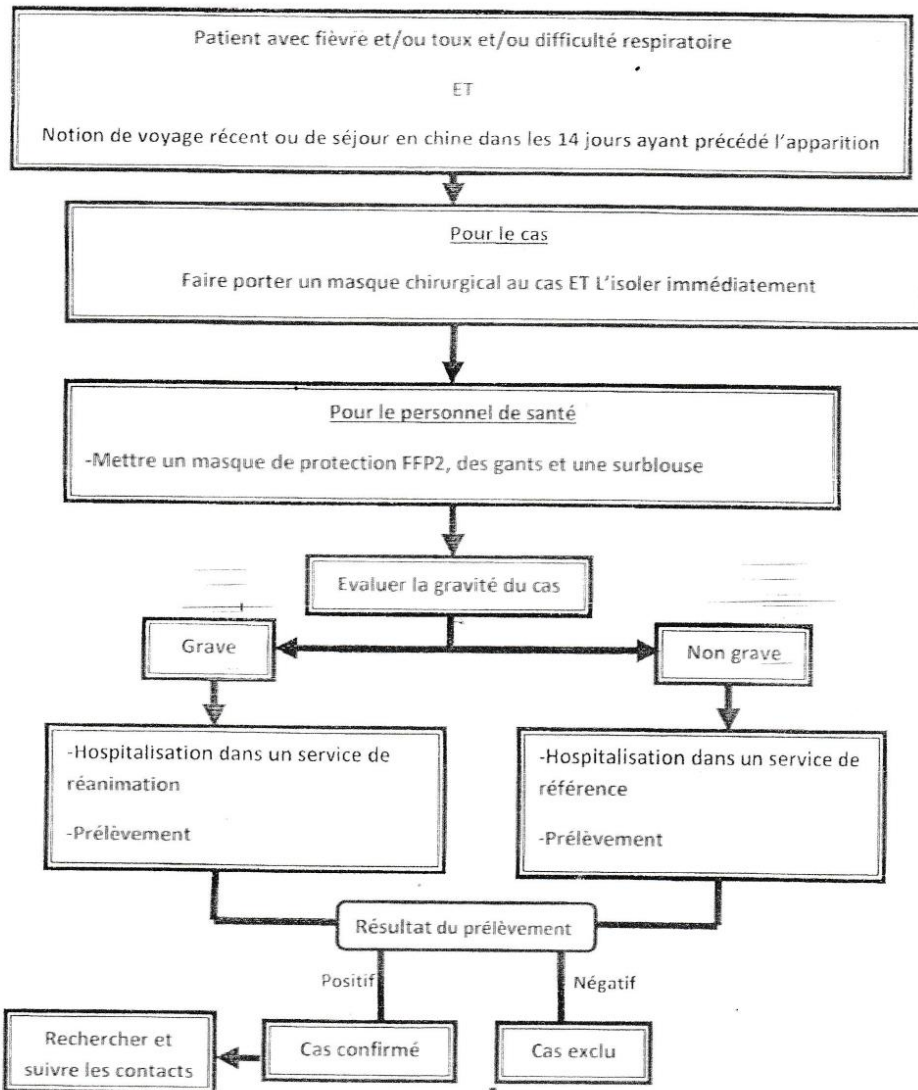 Patient avec fièvre et/ou toux et/ou difficulté respiratoire
ET
Notion de voyage récent ou de séjour en chine dans les 14 jours ayant précédé l'apparition
Pour le cas
Faire porter un masque chirurgical au cas ET L'isoler immédiatement
Pour le personnel de santé
-Mettre un masque de protection FFP2, des gants et une surblouse
Evaluer la gravité du cas
Grave
Non grave
-Hospitalisation dans un service de
réanimation
-Prélèvement
-Hospitalisation dans un service de
référence
-Prélèvement
Résultat du prélèvement
Positif
Négatif
Rechercher et
suivre les contacts
Cas confirmé
Cas exclu